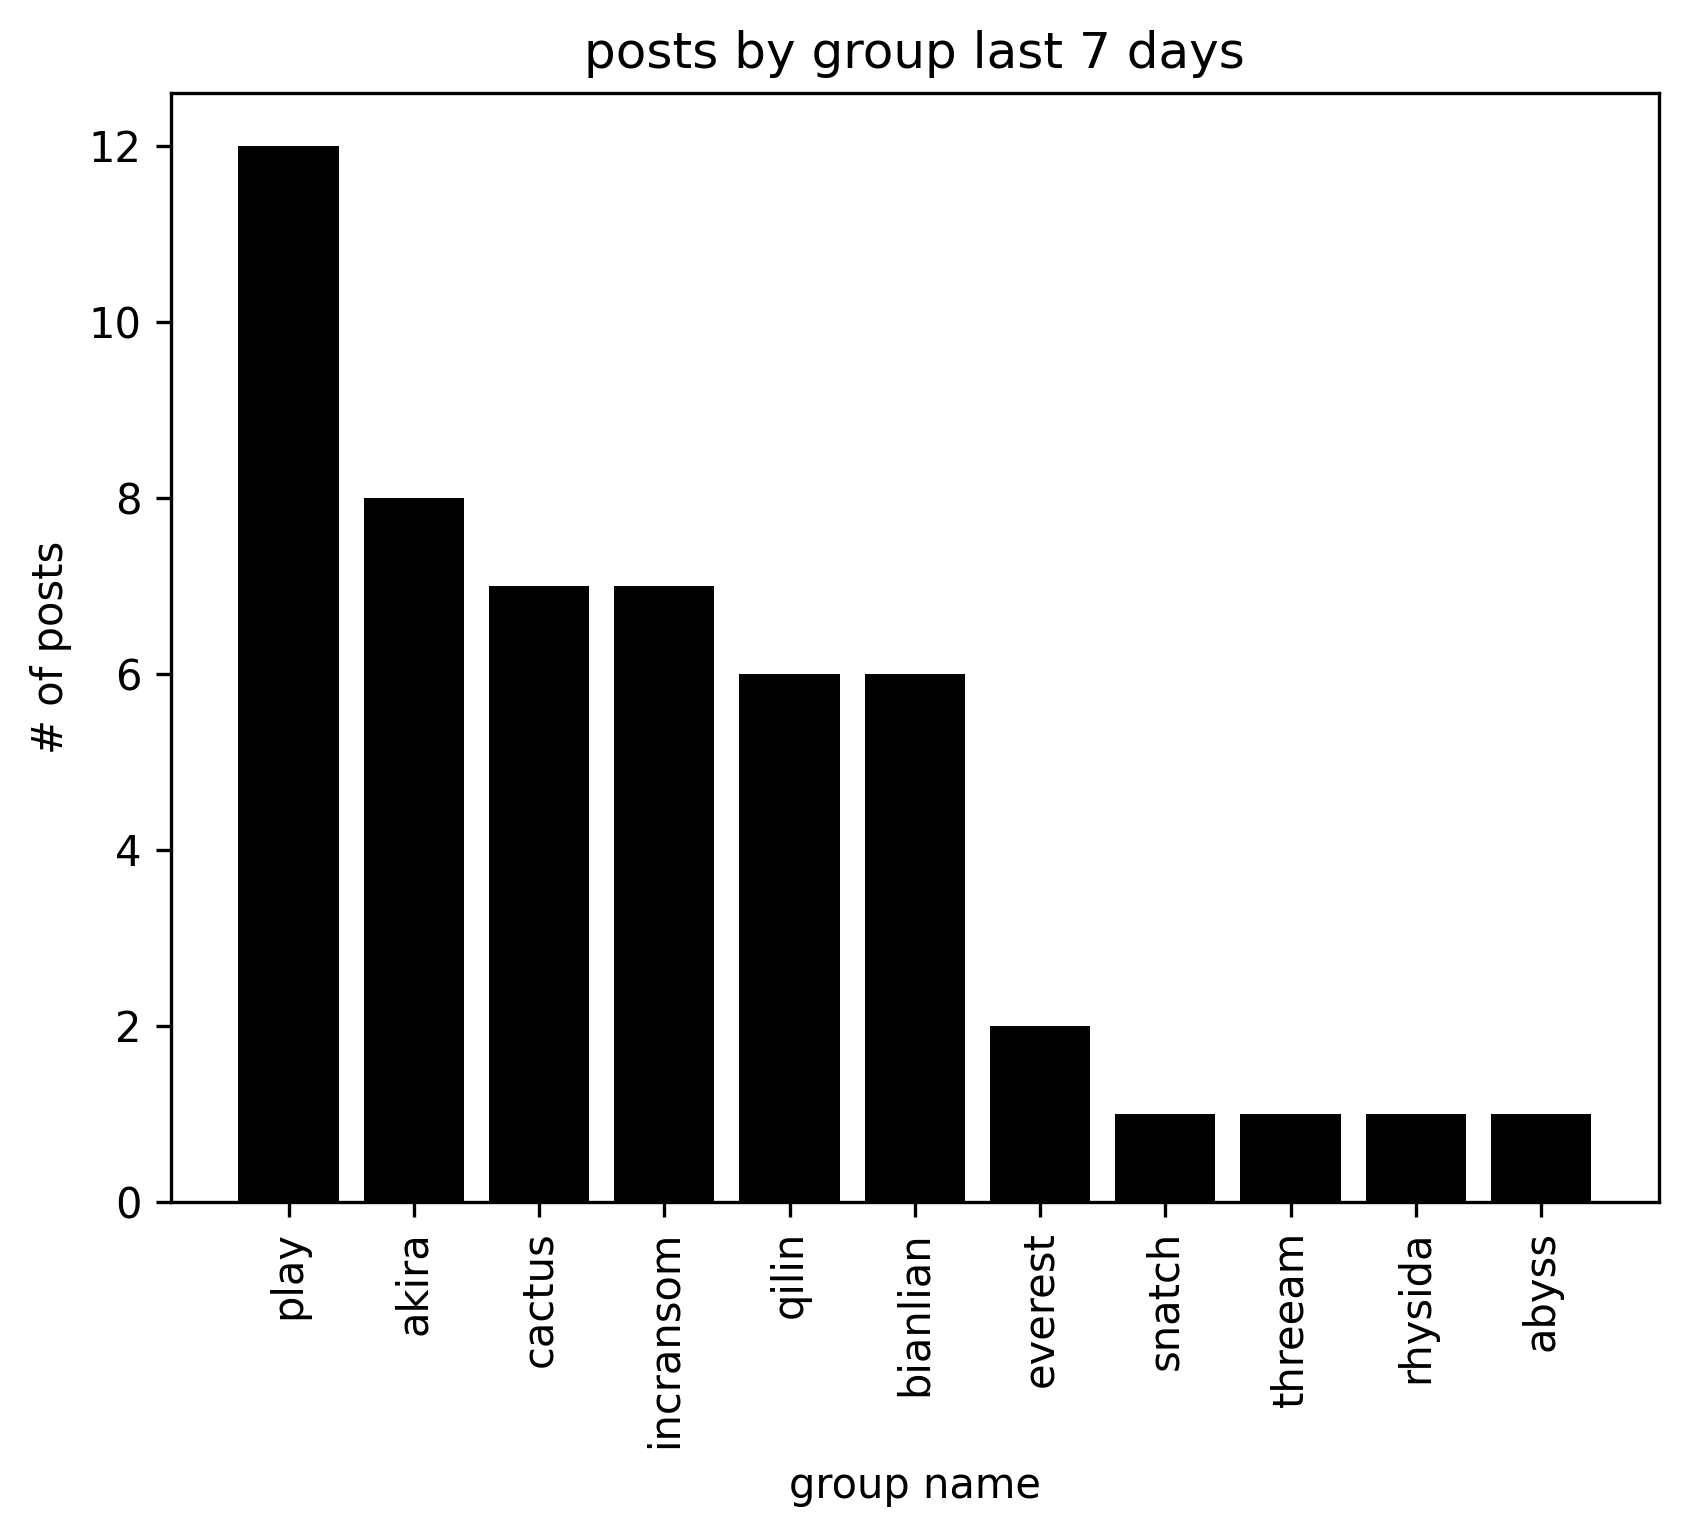 posts by group last 7 days
12
10
8
6
4
2
0
# of posts
play
akira
cactus
incransom
qilin
bianlian
everest
snatch
threeam
rhysida
abyss
group name